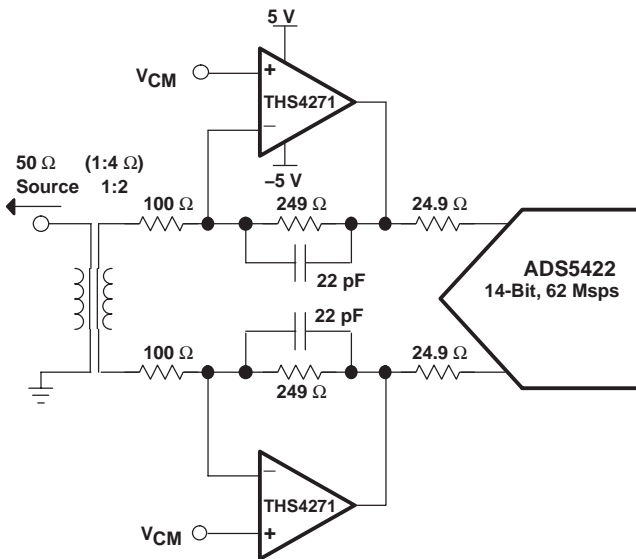 5 V
VCM
+
THS4271
−
50 Ω (1:4 Ω)
Source 1:2
−5 V
100 Ω
249 Ω
24.9 Ω
22 pF
ADS5422
14-Bit, 62 Msps
22 pF
100 Ω
249 Ω
24.9 Ω
−
THS4271
VCM
+